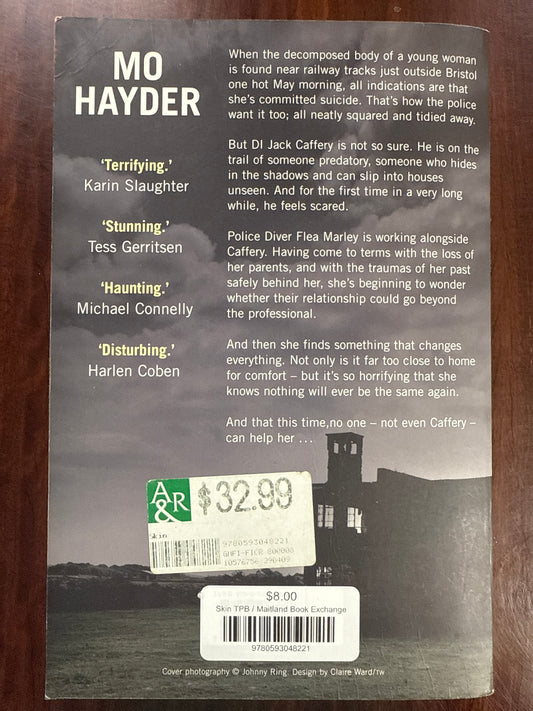 MO
HAYDER
'Terrifying.'
Karin Slaughter
'Stunning.'
Tess Gerritsen
'Haunting.'
Michael Connelly
'Disturbing.'
Harlen Coben
When the decomposed body of a young woman
is found near railway tracks just outside Bristol
one hot May morning, all indications are that
she's committed suicide. That's how the police
want it too; all neatly squared and tidied away.
But DI Jack Caffery is not so sure. He is on the
trail of someone predatory, someone who hides
in the shadows and can slip into houses
unseen. And for the first time in a very long
while, he feels scared.
Police Diver Flea Marley is working alongside
Caffery. Having come to terms with the loss of
her parents, and with the traumas of her past
safely behind her, she's beginning to wonder
whether their relationship could go beyond
the professional.
And then she finds something that changes
everything. Not only is it far too close to home
for comfort – but it's so horrifying that she
knows nothing will ever be the same again.
And that this time,no one – not even Caffery –
can help her ...
A&R
$32.99
Skin
9780593048221
GMFI-FICR 800000
10576756 290409
$8.00
Skin TPB / Maitland Book Exchange
9780593048221
Cover photography © Johnny Ring. Design by Claire Ward/tw